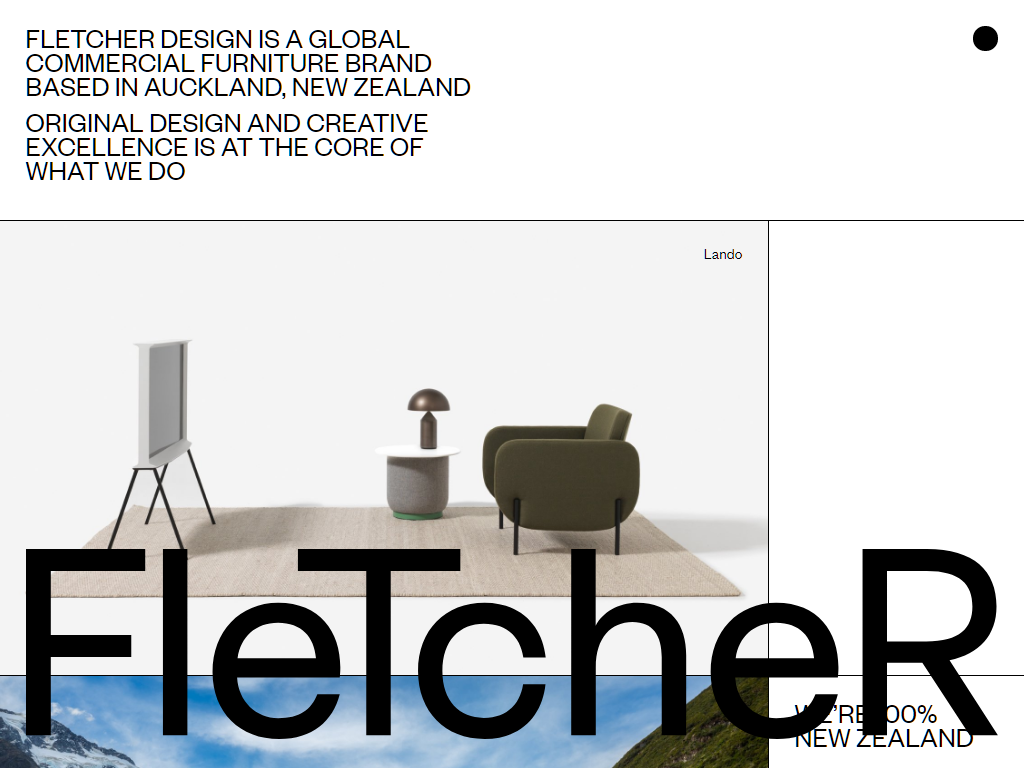 FLETCHER DESIGN IS A GLOBAL
COMMERCIAL FURNITURE BRAND
BASED IN AUCKLAND, NEW ZEALAND
ORIGINAL DESIGN AND CREATIVE
EXCELLENCE IS AT THE CORE OF
WHAT WE DO
Lando
FleTcheR
WE'RE 100%
NEW ZEALAND